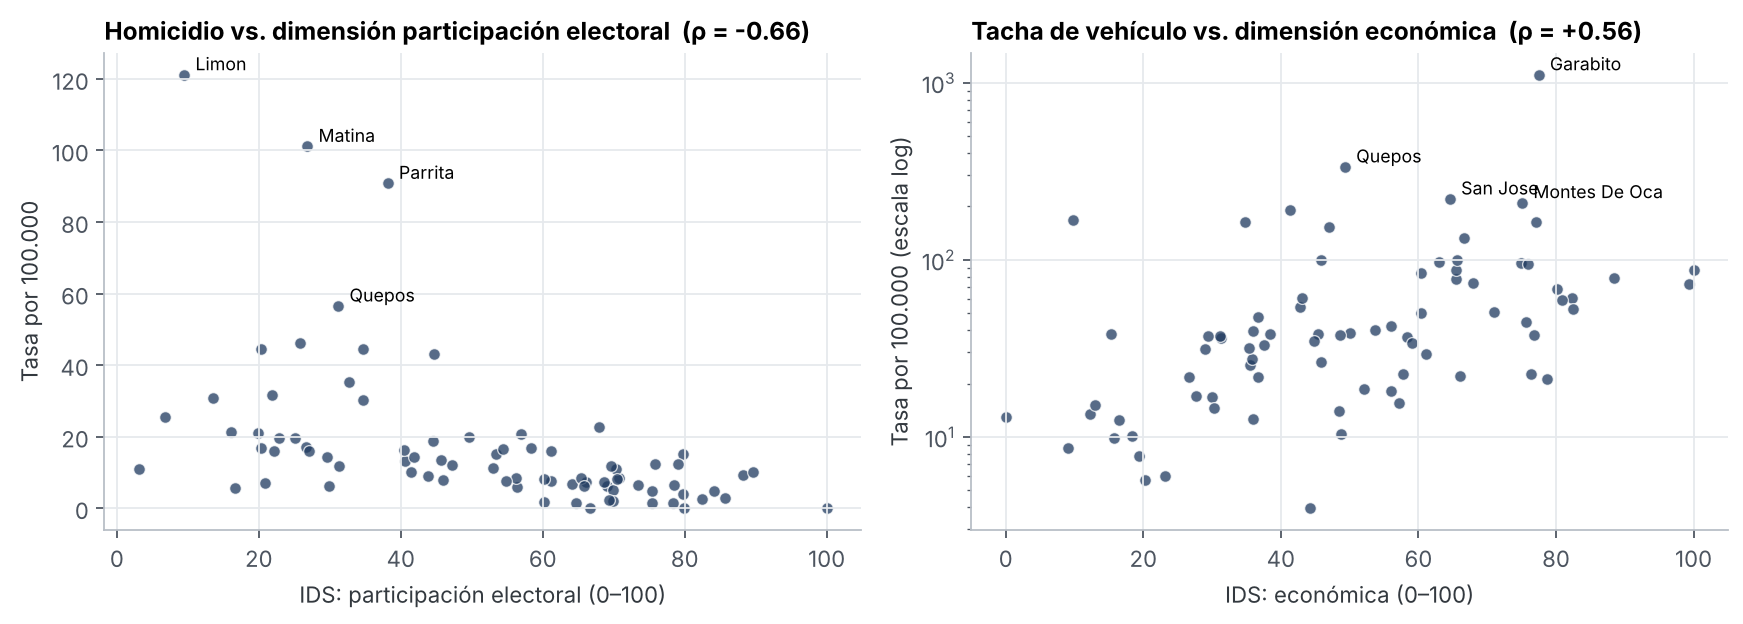 Homicidio vs. dimensión participación electoral (ρ = -0.66)
Tasa por 100.000
120
100
80
60
40
20
0
Limon
Matina
Parrita
Quepos
0 20 40 60 80 100
IDS: participación electoral (0–100)
Tacha de vehículo vs. dimensión económica (ρ = +0.56)
Tasa por 100.000 (escala log)
10³
10²
10¹
Garabito
Quepos
San Jose
Montes De Oca
0 20 40 60 80 100
IDS: económica (0–100)